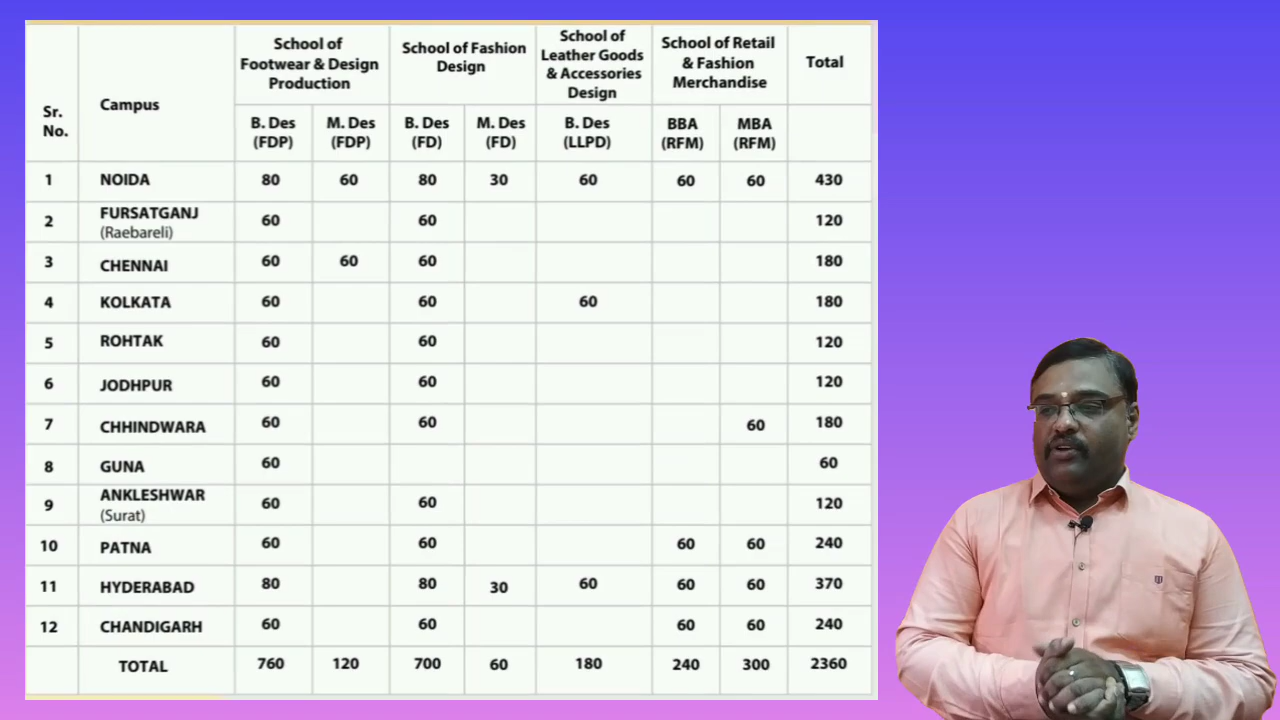 Sr. No. Campus School of Footwear & Design Production School of Fashion Design School of Leather Goods & Accessories Design School of Retail & Fashion Merchandise Total
B. Des (FDP) M. Des (FDP) B. Des (FD) M. Des (FD) B. Des (LLPD) BBA (RFM) MBA (RFM)
1 NOIDA 80 60 80 30 60 60 60 430
2 FURSATGANJ (Raebareli) 60 60 120
3 CHENNAI 60 60 60 180
4 KOLKATA 60 60 60 180
5 ROHTAK 60 60 120
6 JODHPUR 60 60 120
7 CHHINDWARA 60 60 60 180
8 GUNA 60 60
9 ANKLESHWAR (Surat) 60 60 120
10 PATNA 60 60 60 60 240
11 HYDERABAD 80 80 30 60 60 60 370
12 CHANDIGARH 60 60 60 60 240
TOTAL 760 120 700 60 180 240 300 2360